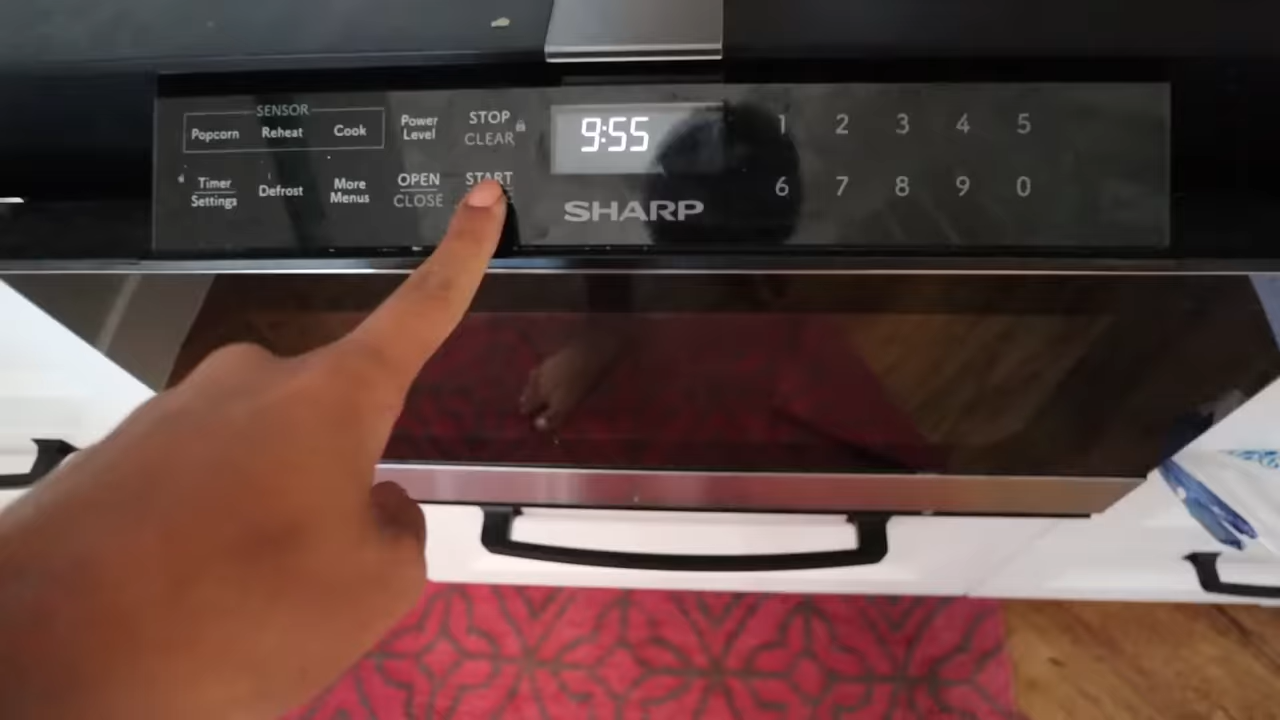 SENSOR
Popcorn Reheat Cook
Power Level
STOP
CLEAR
9:55
1 2 3 4 5
Timer
Settings
Defrost
More Menus
OPEN
CLOSE
START
6 7 8 9 0
SHARP